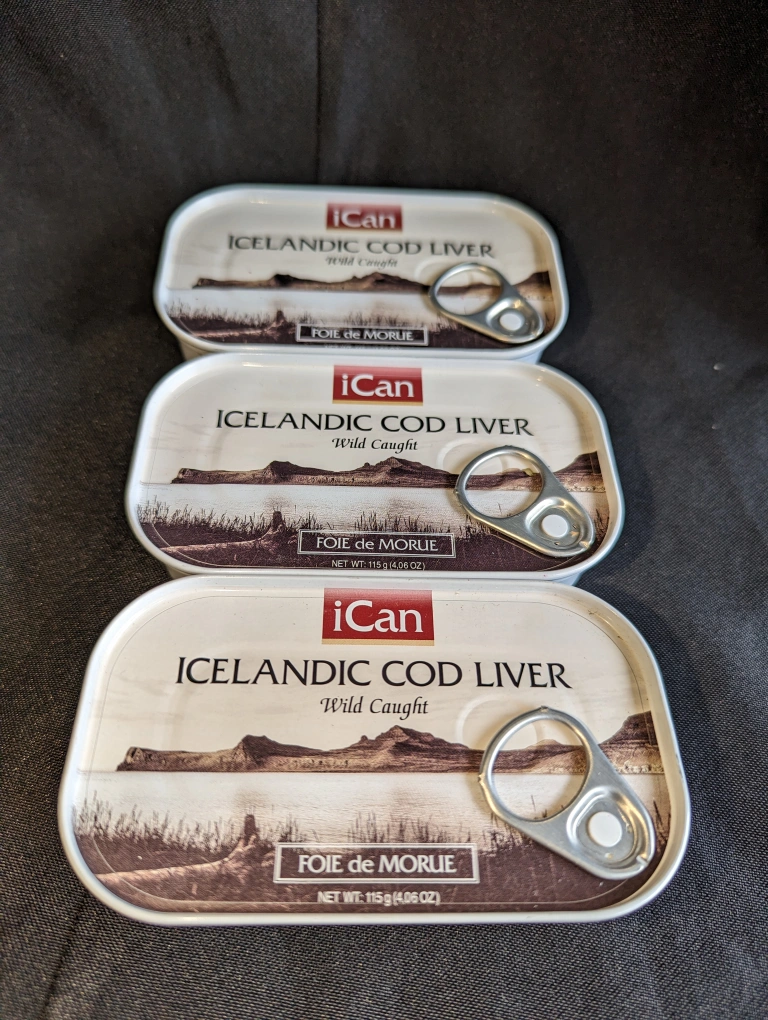 iCan
ICELANDIC COD LIVER
Wild Caught
FOIE de MORUE
iCan
ICELANDIC COD LIVER
Wild Caught
FOIE de MORUE
NET WT: 115 g (4,06 OZ)
iCan
ICELANDIC COD LIVER
Wild Caught
FOIE de MORUE
NET WT: 115 g (4,06 OZ)